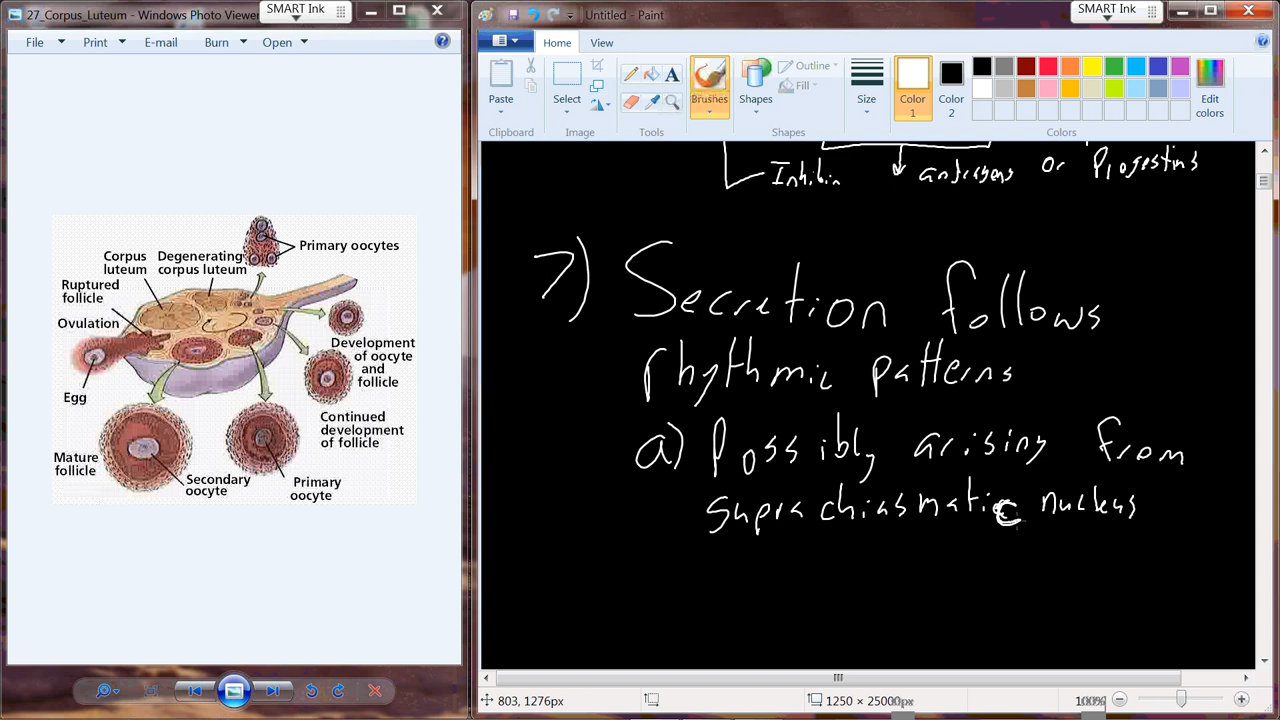 27_Corpus_Luteum - Windows Photo Viewer
SMART Ink
File Print E-mail Burn Open
Corpus luteum
Degenerating corpus luteum
Primary oocytes
Ruptured follicle
Ovulation
Egg
Development of oocyte and follicle
Continued development of follicle
Mature follicle
Secondary oocyte
Primary oocyte
Untitled - Paint
SMART Ink
Home View
Paste
Select
Brushes
Shapes
Outline
Fill
Size
Color 1
Color 2
Edit colors
Clipboard Image Tools Shapes Colors
Inhibin androgens or Progestins
7) Secretion follows
rhythmic patterns
a) Possibly arising from
suprachiasmatic nucleus
803, 1276px
1250 × 25000px
100%